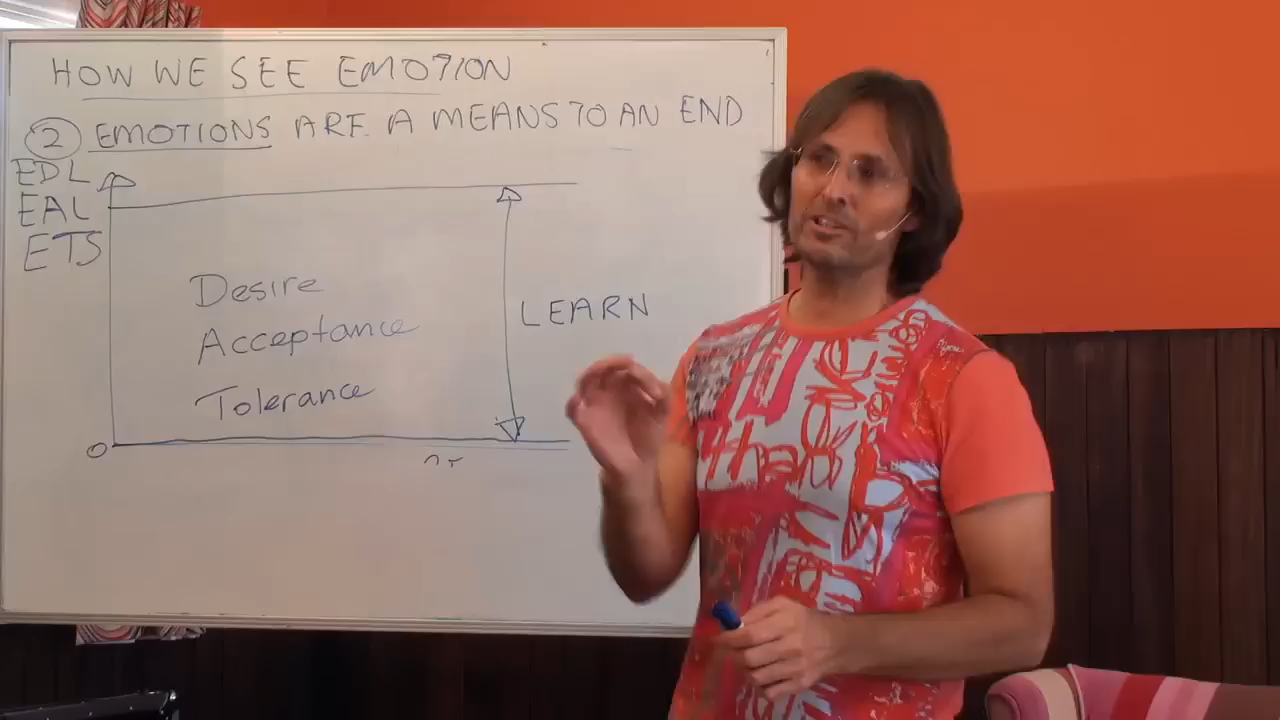 HOW WE SEE EMOTION
2 EMOTIONS ARE A MEANS TO AN END
EDL
EAL
ETS
Desire
Acceptance
Tolerance
LEARN
0